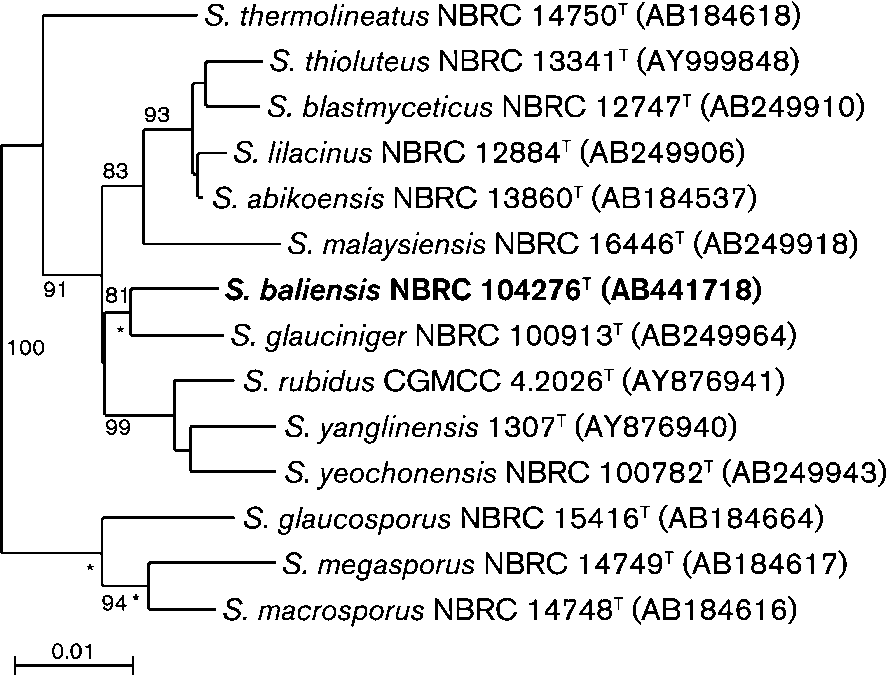 S. thermolineatus NBRC 14750ᵀ (AB184618)
S. thioluteus NBRC 13341ᵀ (AY999848)
93
S. blastmyceticus NBRC 12747ᵀ (AB249910)
S. lilacinus NBRC 12884ᵀ (AB249906)
83
S. abikoensis NBRC 13860ᵀ (AB184537)
S. malaysiensis NBRC 16446ᵀ (AB249918)
91
81
S. baliensis NBRC 104276ᵀ (AB441718)
*
S. glauciniger NBRC 100913ᵀ (AB249964)
100
S. rubidus CGMCC 4.2026ᵀ (AY876941)
99
S. yanglinensis 1307ᵀ (AY876940)
S. yeochonensis NBRC 100782ᵀ (AB249943)
S. glaucosporus NBRC 15416ᵀ (AB184664)
*
S. megasporus NBRC 14749ᵀ (AB184617)
94 *
S. macrosporus NBRC 14748ᵀ (AB184616)
0.01